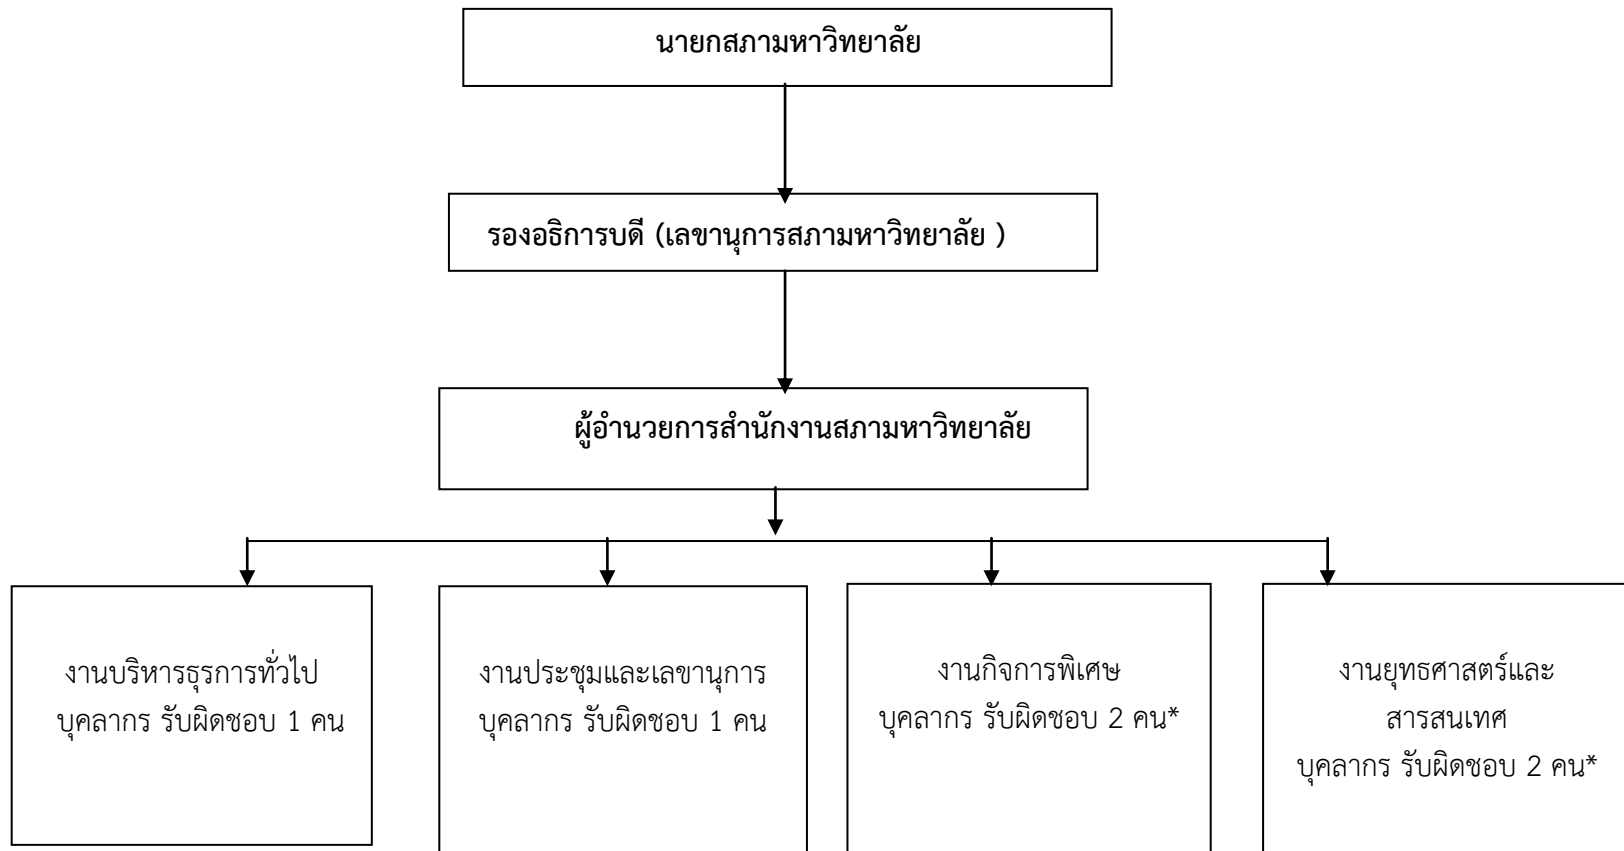 นายกสภามหาวิทยาลัย
รองอธิการบดี (เลขานุการสภามหาวิทยาลัย )
ผู้อำนวยการสำนักงานสภามหาวิทยาลัย
งานบริหารธุรการทั่วไป
บุคลากร รับผิดชอบ 1 คน
งานประชุมและเลขานุการ
บุคลากร รับผิดชอบ 1 คน
งานกิจการพิเศษ
บุคลากร รับผิดชอบ 2 คน*
งานยุทธศาสตร์และ
สารสนเทศ
บุคลากร รับผิดชอบ 2 คน*